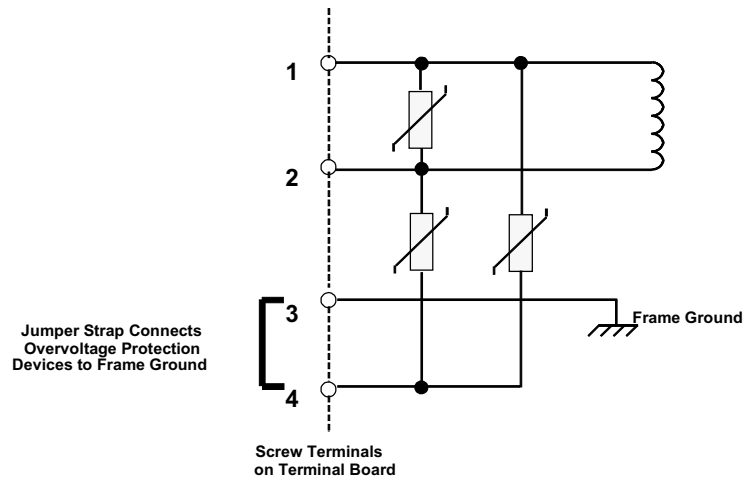 1
2
3
Jumper Strap Connects
Overvoltage Protection
Devices to Frame Ground
Frame Ground
4
Screw Terminals
on Terminal Board